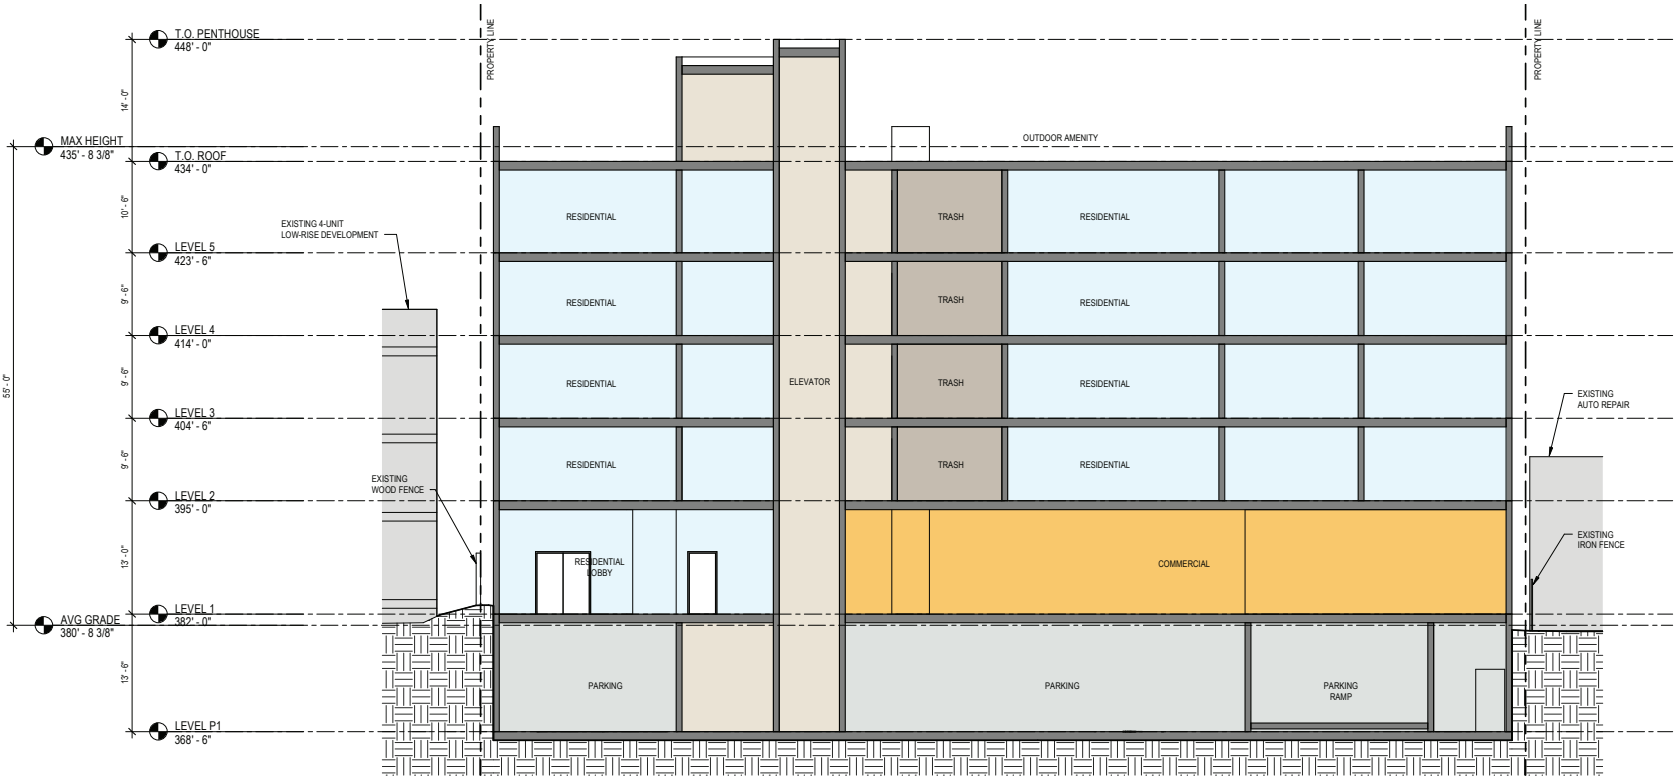 T.O. PENTHOUSE
448' - 0"
PROPERTY LINE
PROPERTY LINE
14' - 0"
MAX HEIGHT
435' - 8 3/8"
OUTDOOR AMENITY
T.O. ROOF
434' - 0"
10' - 6"
RESIDENTIAL
TRASH
RESIDENTIAL
EXISTING 4-UNIT
LOW-RISE DEVELOPMENT
LEVEL 5
423' - 6"
9' - 6"
RESIDENTIAL
TRASH
RESIDENTIAL
LEVEL 4
414' - 0"
55' - 0"
9' - 6"
RESIDENTIAL
ELEVATOR
TRASH
RESIDENTIAL
EXISTING
AUTO REPAIR
LEVEL 3
404' - 6"
9' - 6"
RESIDENTIAL
TRASH
RESIDENTIAL
EXISTING
WOOD FENCE
LEVEL 2
395' - 0"
13' - 0"
RESIDENTIAL
LOBBY
COMMERCIAL
EXISTING
IRON FENCE
LEVEL 1
382' - 0"
AVG GRADE
380' - 8 3/8"
13' - 6"
PARKING
PARKING
PARKING
RAMP
LEVEL P1
368' - 6"